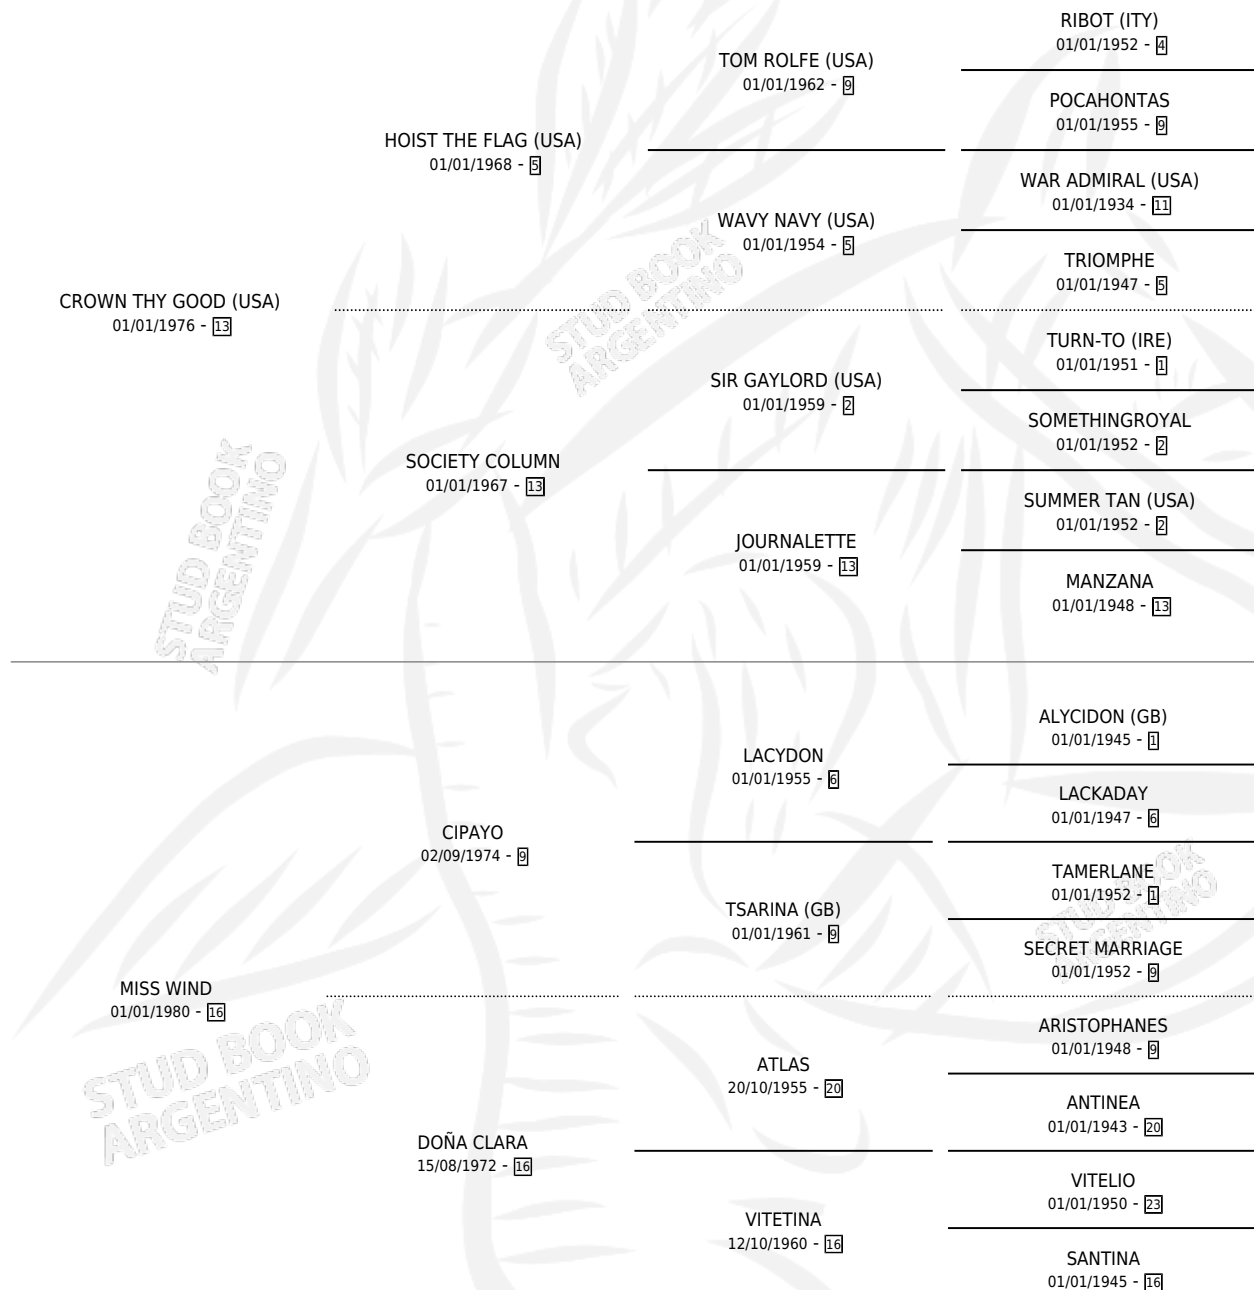 RIBOT (ITY)
01/01/1952 - 4
TOM ROLFE (USA)
01/01/1962 - 9
POCAHONTAS
01/01/1955 - 9
HOIST THE FLAG (USA)
01/01/1968 - 5
WAR ADMIRAL (USA)
01/01/1934 - 11
WAVY NAVY (USA)
01/01/1954 - 5
TRIOMPHE
01/01/1947 - 5
CROWN THY GOOD (USA)
01/01/1976 - 13
TURN-TO (IRE)
01/01/1951 - 1
SIR GAYLORD (USA)
01/01/1959 - 2
SOMETHINGROYAL
01/01/1952 - 2
SOCIETY COLUMN
01/01/1967 - 13
SUMMER TAN (USA)
01/01/1952 - 2
JOURNALETTE
01/01/1959 - 13
MANZANA
01/01/1948 - 13
ALYCIDON (GB)
01/01/1945 - 1
LACYDON
01/01/1955 - 6
LACKADAY
01/01/1947 - 6
CIPAYO
02/09/1974 - 9
TAMERLANE
01/01/1952 - 1
TSARINA (GB)
01/01/1961 - 9
SECRET MARRIAGE
01/01/1952 - 9
MISS WIND
01/01/1980 - 16
ARISTOPHANES
01/01/1948 - 9
ATLAS
20/10/1955 - 20
ANTINEA
01/01/1943 - 20
DOÑA CLARA
15/08/1972 - 16
VITELIO
01/01/1950 - 23
VITETINA
12/10/1960 - 16
SANTINA
01/01/1945 - 16
STUD BOOK
ARGENTINO
STUD BOOK
ARGENTINO
STUD BOOK
ARGENTINO
STUD BOOK
ARGENTINO